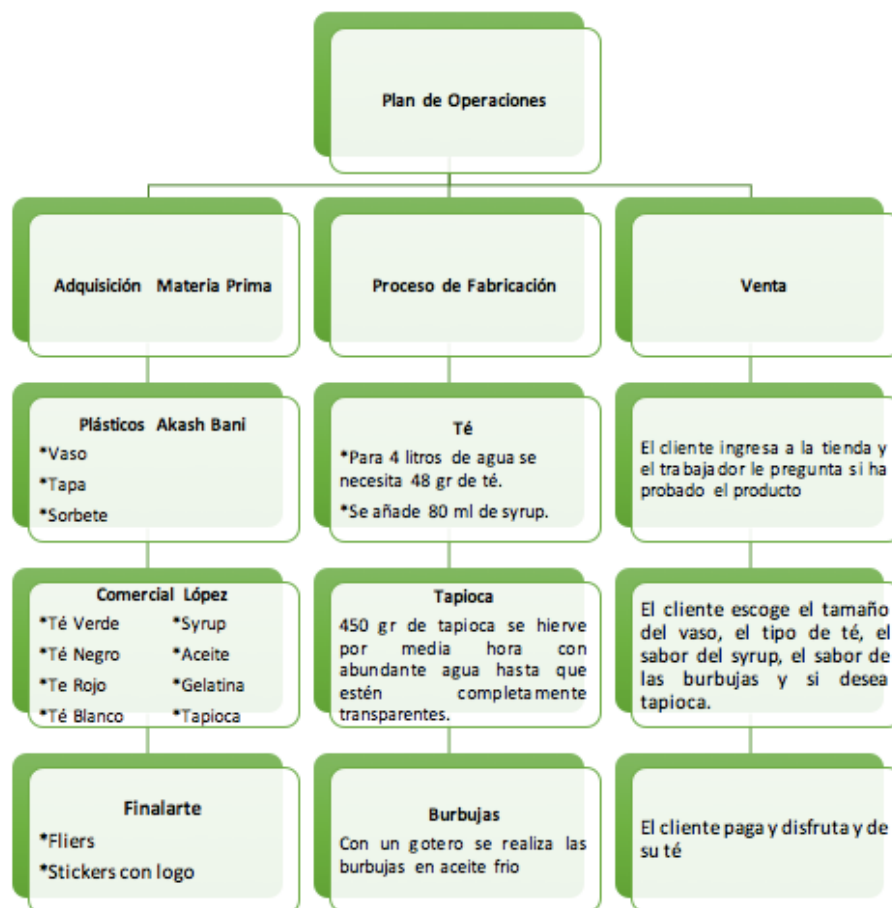 Plan de Operaciones
Adquisición Materia Prima
Plásticos Akash Bani
*Vaso
*Tapa
*Sorbete
Comercial López
*Té Verde
*Té Negro
*Te Rojo
*Té Blanco
*Syrup
*Aceite
*Gelatina
*Tapioca
Finalarte
*Fliers
*Stickers con logo
Proceso de Fabricación
Té
*Para 4 litros de agua se
necesita 48 gr de té.
*Se añade 80 ml de syrup.
Tapioca
450 gr de tapioca se hierve
por media hora con
abundante agua hasta que
estén completamente
transparentes.
Burbujas
Con un gotero se realiza las
burbujas en aceite frio
Venta
El cliente ingresa a la tienda y
el trabajador le pregunta si ha
probado el producto
El cliente escoge el tamaño
del vaso, el tipo de té, el
sabor del syrup, el sabor de
las burbujas y si desea
tapioca.
El cliente paga y disfruta y de
su té